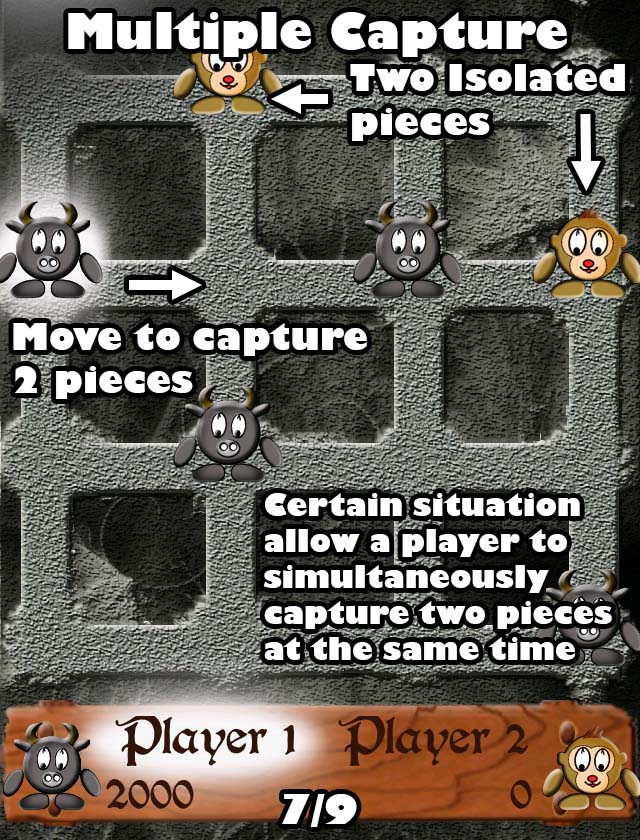 Multiple Capture
Two Isolated
pieces
Move to capture
2 pieces
Certain situation
allow a player to
simultaneously
capture two pieces
at the same time
Player 1 Player 2
2000 0
7/9